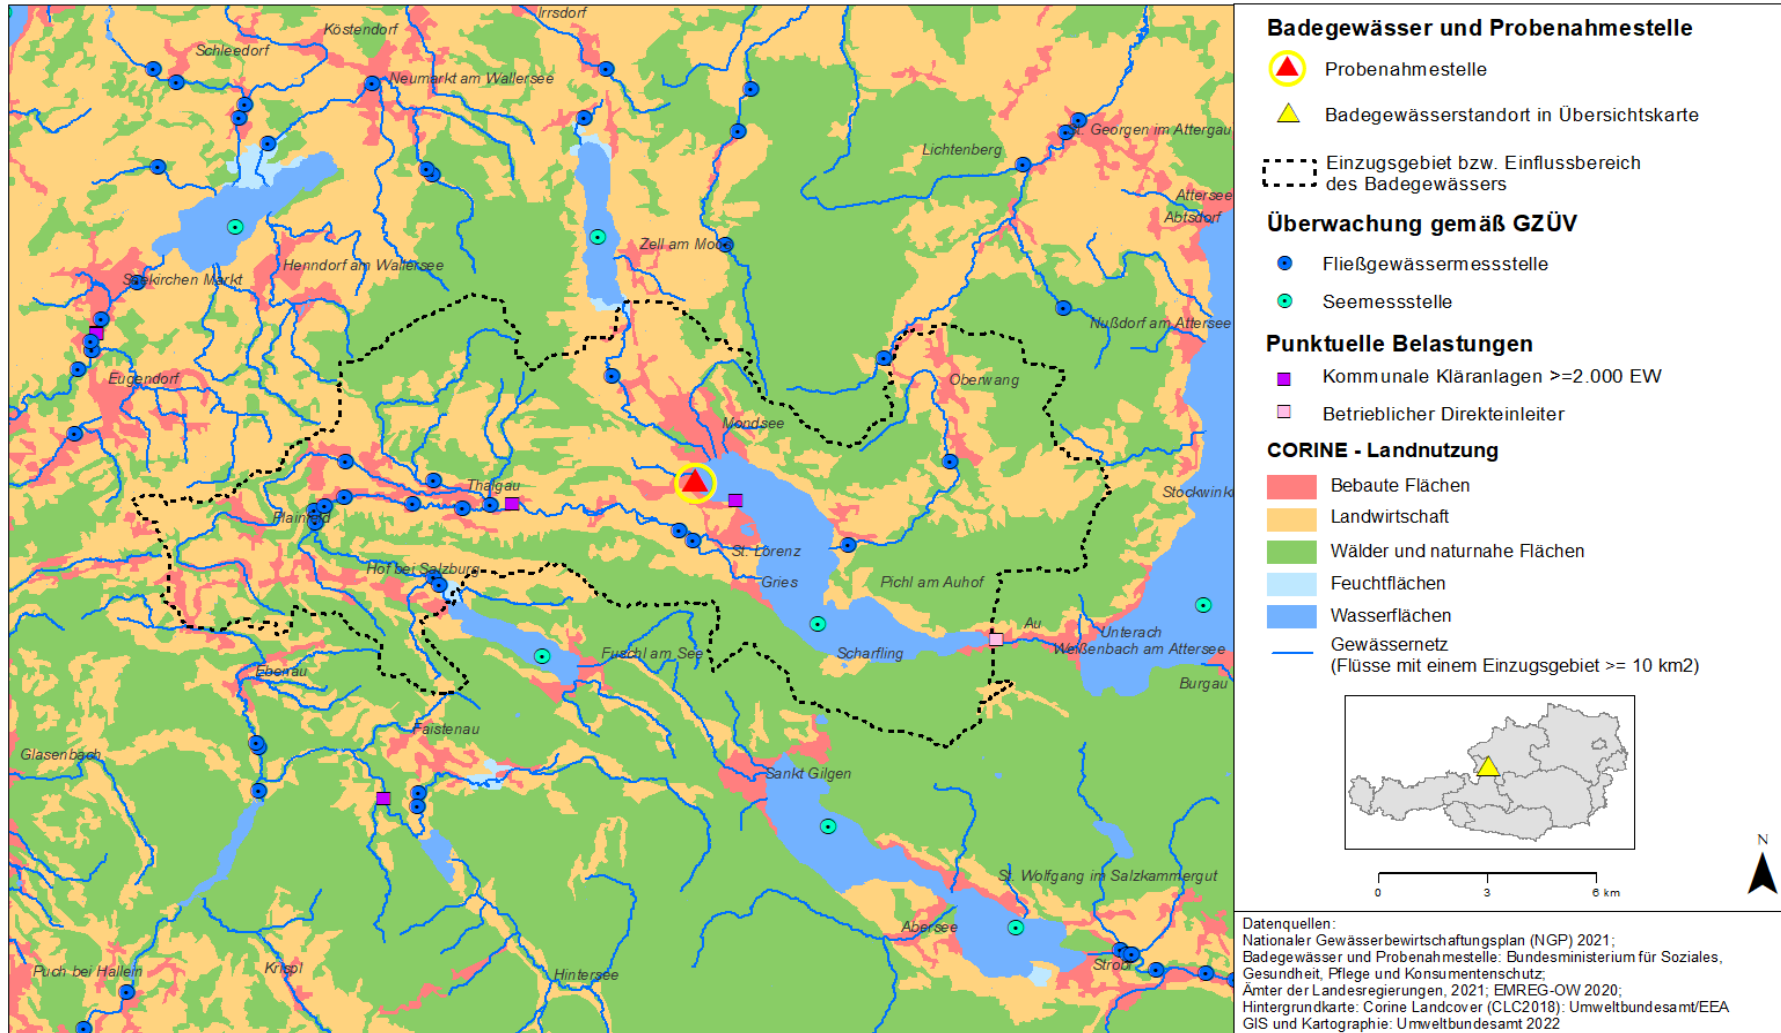 Irrsdorf
Köstendorf
Schleedorf
Neumarkt am Wallersee
St. Georgen im Attergau
Lichtenberg
Attersee
Abtsdorf
Zell am Moos
Henndorf am Wallersee
Seekirchen Markt
Nußdorf am Attersee
Eugendorf
Oberwang
Mondsee
Thalgau
Stockwinkl
Plainfeld
St. Lorenz
Hof bei Salzburg
Gries
Pichl am Auhof
Au
Unterach
Weißenbach am Attersee
Fuschl am See
Scharfling
Ebenau
Burgau
Faistenau
Glasenbach
Sankt Gilgen
St. Wolfgang im Salzkammergut
Abersee
Strobl
Puch bei Hallein
Krispl
Hintersee
Badegewässer und Probenahmestelle
Probenahmestelle
Badegewässerstandort in Übersichtskarte
Einzugsgebiet bzw. Einflussbereich
des Badegewässers
Überwachung gemäß GZÜV
Fließgewässermessstelle
Seemessstelle
Punktuelle Belastungen
Kommunale Kläranlagen >=2.000 EW
Betrieblicher Direkteinleiter
CORINE - Landnutzung
Bebaute Flächen
Landwirtschaft
Wälder und naturnahe Flächen
Feuchtflächen
Wasserflächen
Gewässernetz
(Flüsse mit einem Einzugsgebiet >= 10 km2)
N
0 3 6 km
Datenquellen:
Nationaler Gewässerbewirtschaftungsplan (NGP) 2021;
Badegewässer und Probenahmestelle: Bundesministerium für Soziales,
Gesundheit, Pflege und Konsumentenschutz;
Ämter der Landesregierungen, 2021; EMREG-OW 2020;
Hintergrundkarte: Corine Landcover (CLC2018): Umweltbundesamt/EEA
GIS und Kartographie: Umweltbundesamt 2022